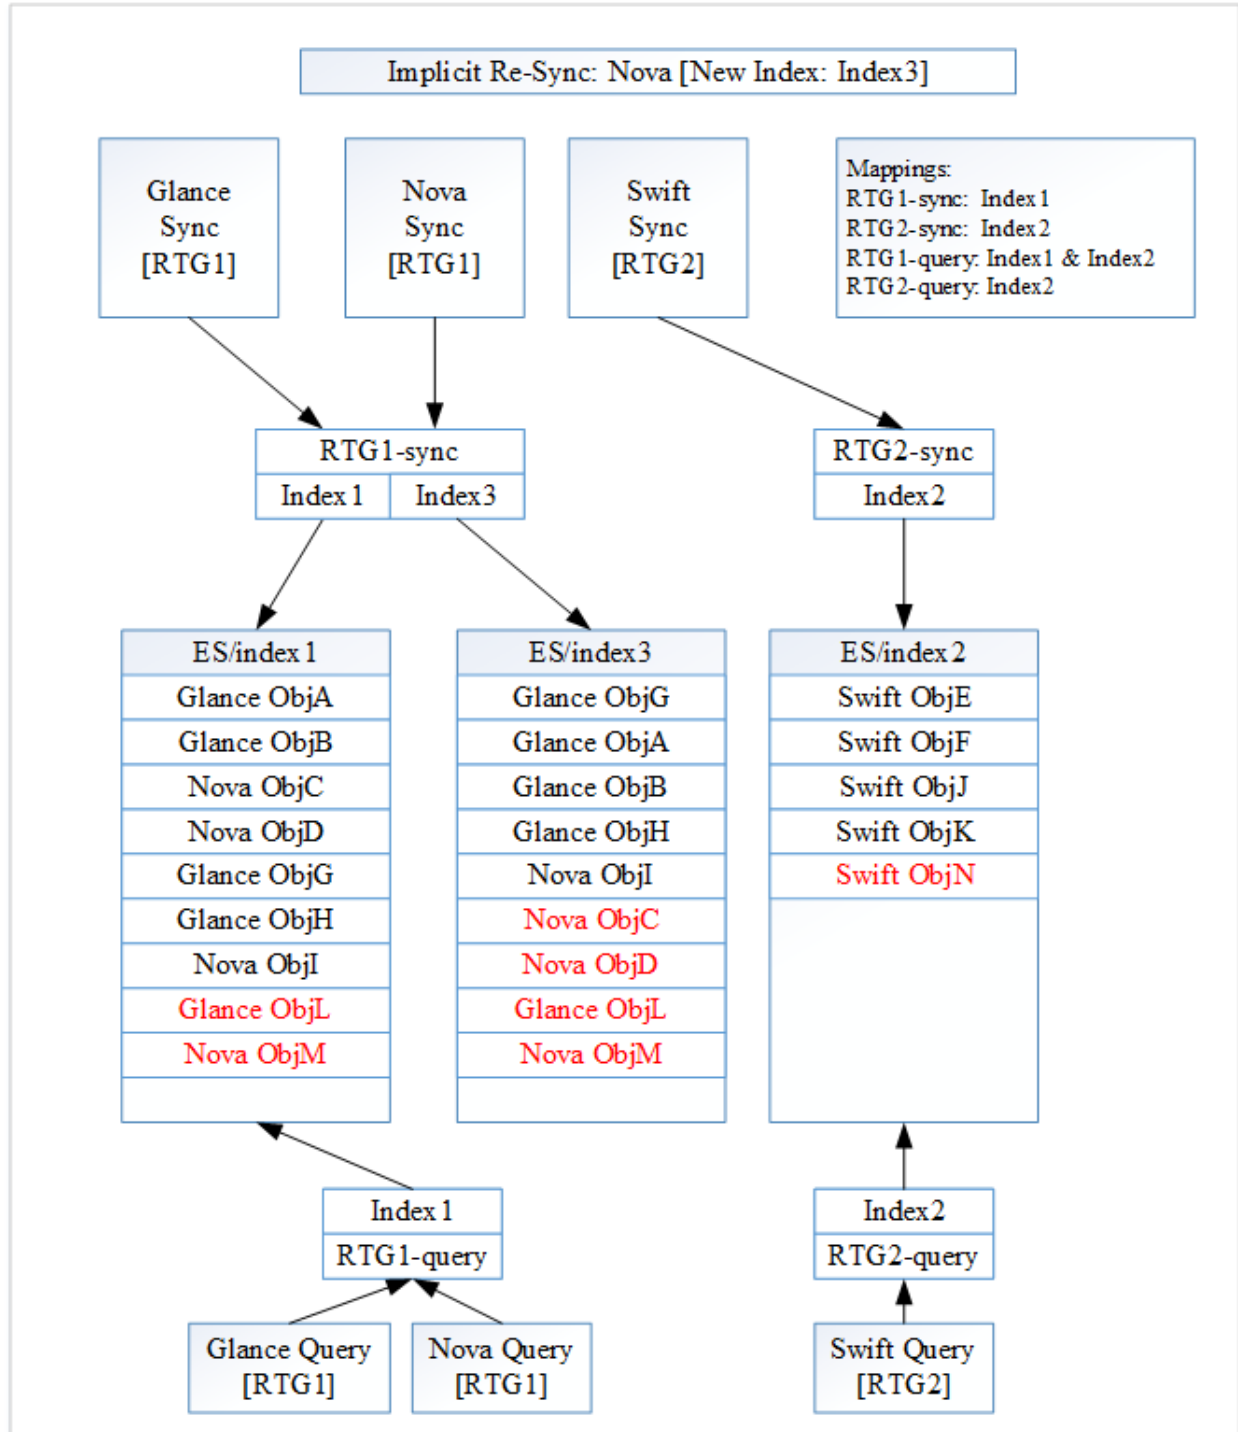 Implicit Re-Sync: Nova [New Index: Index3]
Glance
Sync
[RTG1]
Nova
Sync
[RTG1]
Swift
Sync
[RTG2]
Mappings:
RTG1-sync: Index1
RTG2-sync: Index2
RTG1-query: Index1 & Index2
RTG2-query: Index2
RTG1-sync
Index1
Index3
RTG2-sync
Index2
ES/index1
Glance ObjA
Glance ObjB
Nova ObjC
Nova ObjD
Glance ObjG
Glance ObjH
Nova ObjI
Glance ObjL
Nova ObjM
ES/index3
Glance ObjG
Glance ObjA
Glance ObjB
Glance ObjH
Nova ObjI
Nova ObjC
Nova ObjD
Glance ObjL
Nova ObjM
ES/index2
Swift ObjE
Swift ObjF
Swift ObjJ
Swift ObjK
Swift ObjN
Index1
RTG1-query
Index2
RTG2-query
Glance Query
[RTG1]
Nova Query
[RTG1]
Swift Query
[RTG2]